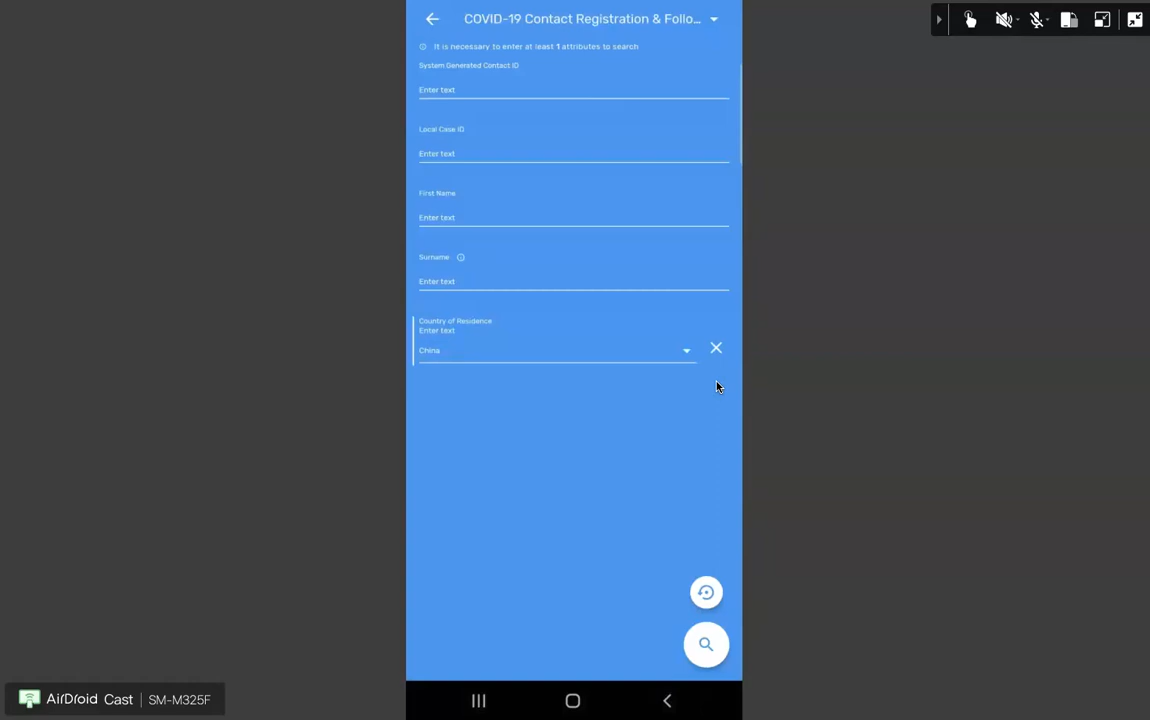 COVID-19 Contact Registration & Follo...
It is necessary to enter at least 1 attributes to search
System Generated Contact ID
Enter text
Local Case ID
Enter text
First Name
Enter text
Surname
Enter text
Country of Residence
Enter text
China
AirDroid Cast | SM-M325F